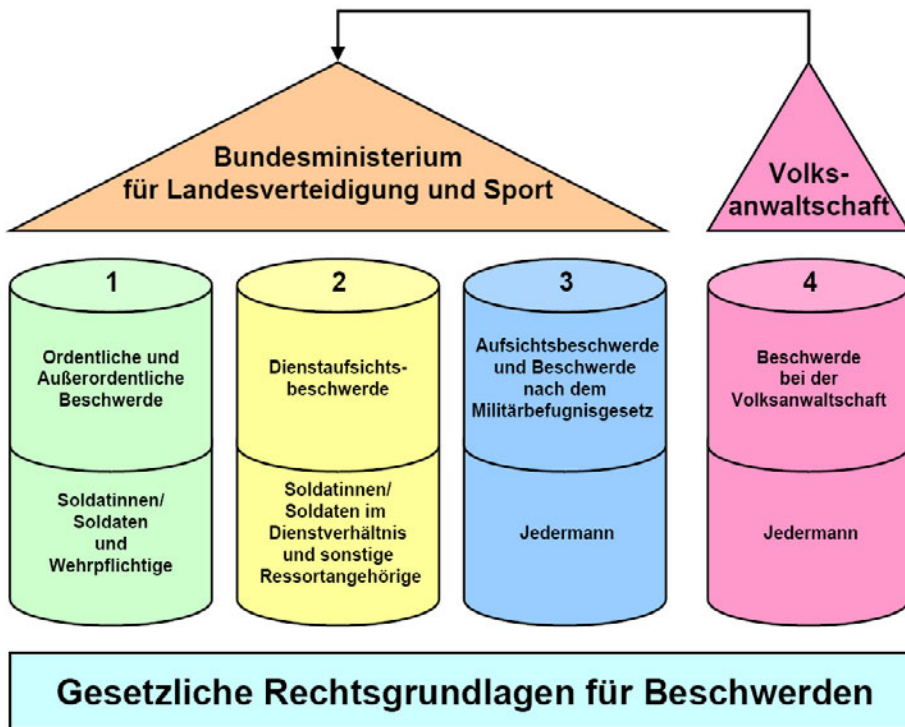 Bundesministerium
für Landesverteidigung und Sport
Volks-
anwaltschaft
1
Ordentliche und
Außerordentliche
Beschwerde
Soldatinnen/
Soldaten
und
Wehrpflichtige
2
Dienstaufsichts-
beschwerde
Soldatinnen/
Soldaten im
Dienstverhältnis
und sonstige
Ressortangehörige
3
Aufsichtsbeschwerde
und Beschwerde
nach dem
Militärbefugnisgesetz
Jedermann
4
Beschwerde
bei der
Volksanwaltschaft
Jedermann
Gesetzliche Rechtsgrundlagen für Beschwerden